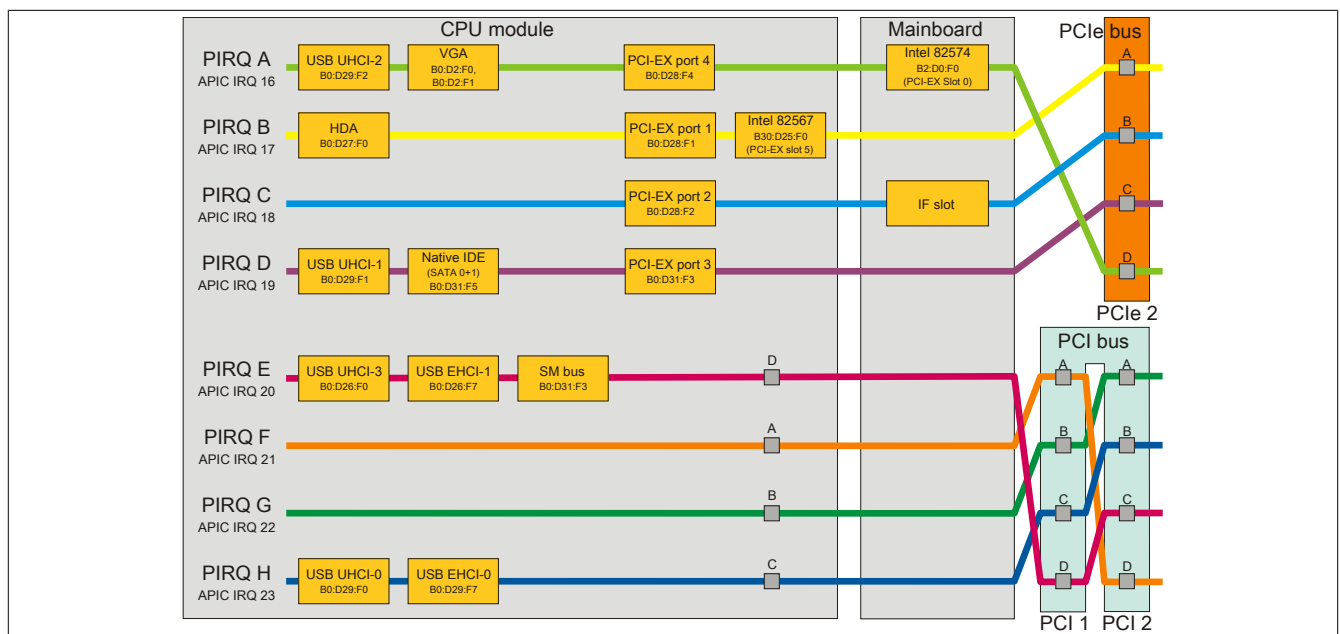 CPU module
Mainboard
PCIe bus
PIRQ A
APIC IRQ 16
USB UHCI-2
B0:D29:F2
VGA
B0:D2:F0,
B0:D2:F1
PCI-EX port 4
B0:D28:F4
Intel 82574
B2:D0:F0
(PCI-EX Slot 0)
A
PIRQ B
APIC IRQ 17
HDA
B0:D27:F0
PCI-EX port 1
B0:D28:F1
Intel 82567
B30:D25:F0
(PCI-EX slot 5)
B
PIRQ C
APIC IRQ 18
PCI-EX port 2
B0:D28:F2
IF slot
C
PIRQ D
APIC IRQ 19
USB UHCI-1
B0:D29:F1
Native IDE
(SATA 0+1)
B0:D31:F5
PCI-EX port 3
B0:D31:F3
D
PCIe 2
PCI bus
PIRQ E
APIC IRQ 20
USB UHCI-3
B0:D26:F0
USB EHCI-1
B0:D26:F7
SM bus
B0:D31:F3
D
A
A
PIRQ F
APIC IRQ 21
A
B
B
PIRQ G
APIC IRQ 22
B
C
C
PIRQ H
APIC IRQ 23
USB UHCI-0
B0:D29:F0
USB EHCI-0
B0:D29:F7
C
D
D
PCI 1
PCI 2